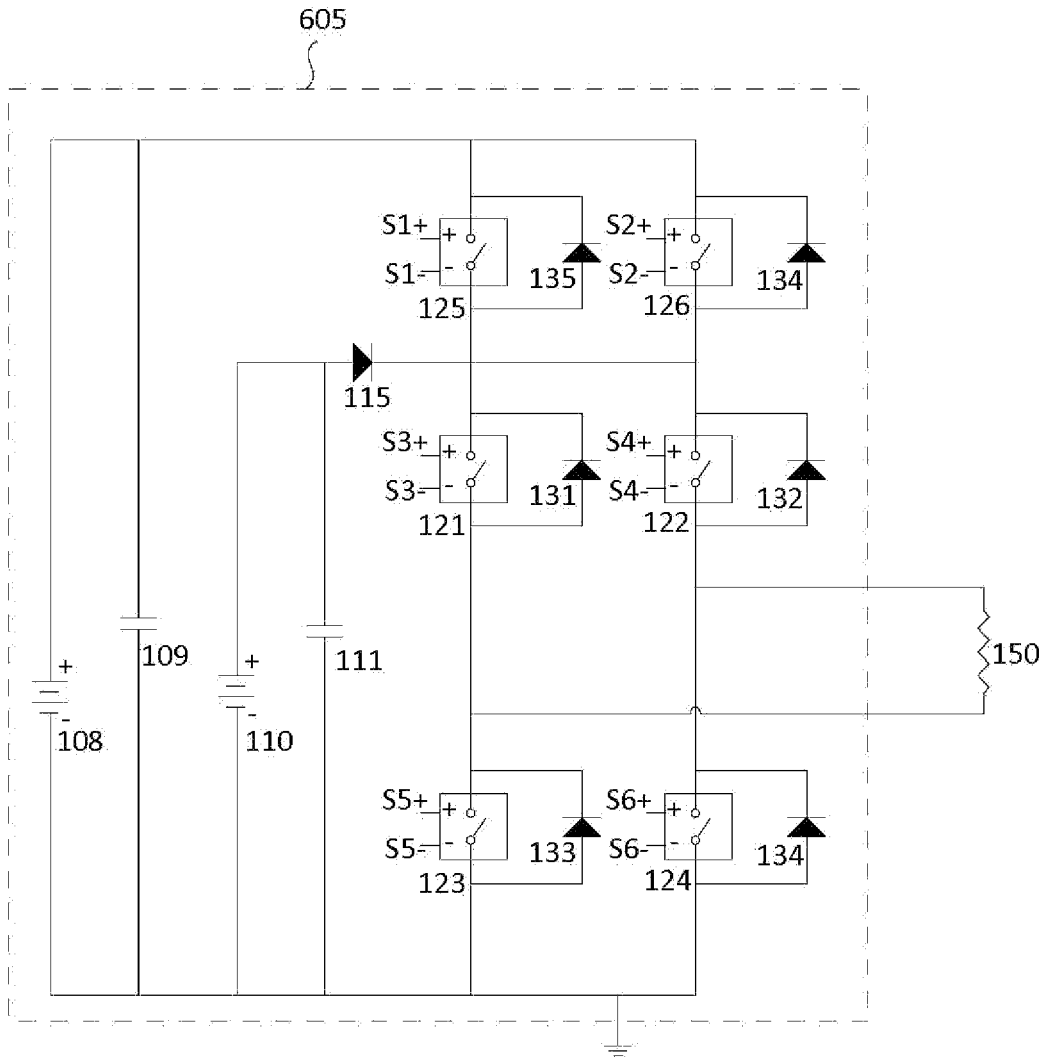 605
S1+
+
S1-
-
125
135
S2+
+
S2-
-
126
134
115
S3+
+
S3-
-
121
131
S4+
+
S4-
-
122
132
109
111
150
+
-
108
+
-
110
S5+
+
S5-
-
123
133
S6+
+
S6-
-
124
134